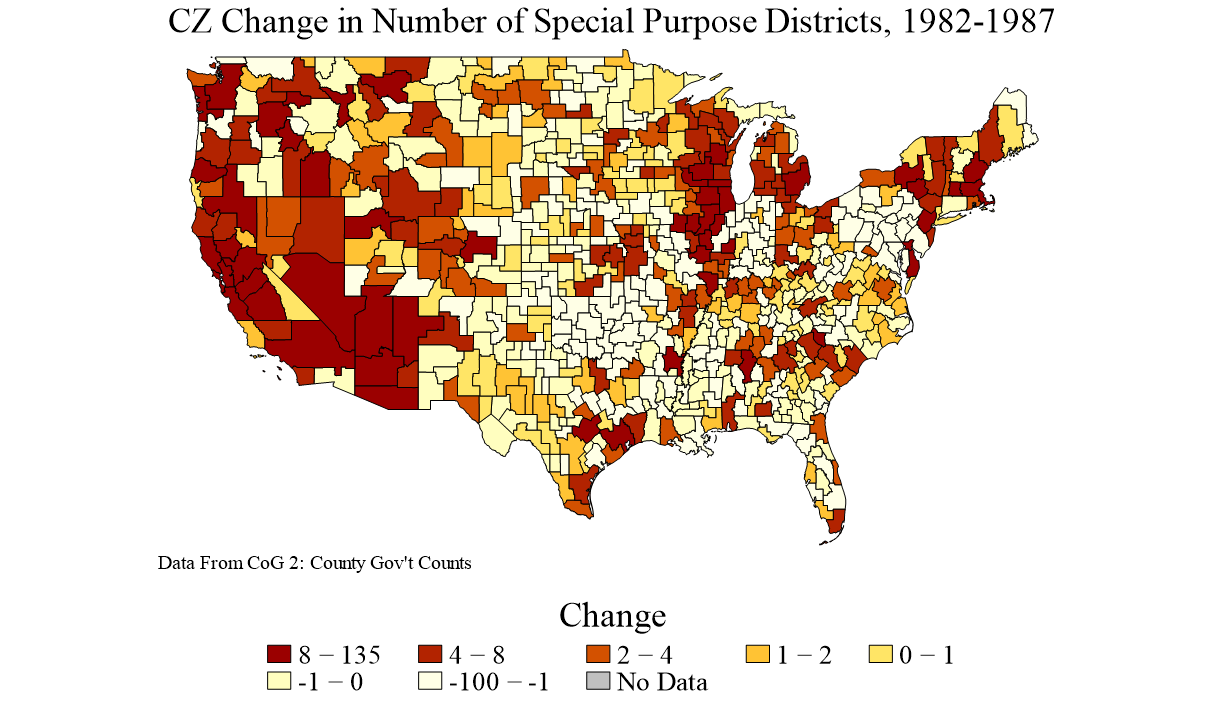 CZ Change in Number of Special Purpose Districts, 1982-1987
Data From CoG 2: County Gov't Counts
Change
8 − 135 4 − 8 2 − 4 1 − 2 0 − 1
-1 − 0 -100 − -1 No Data